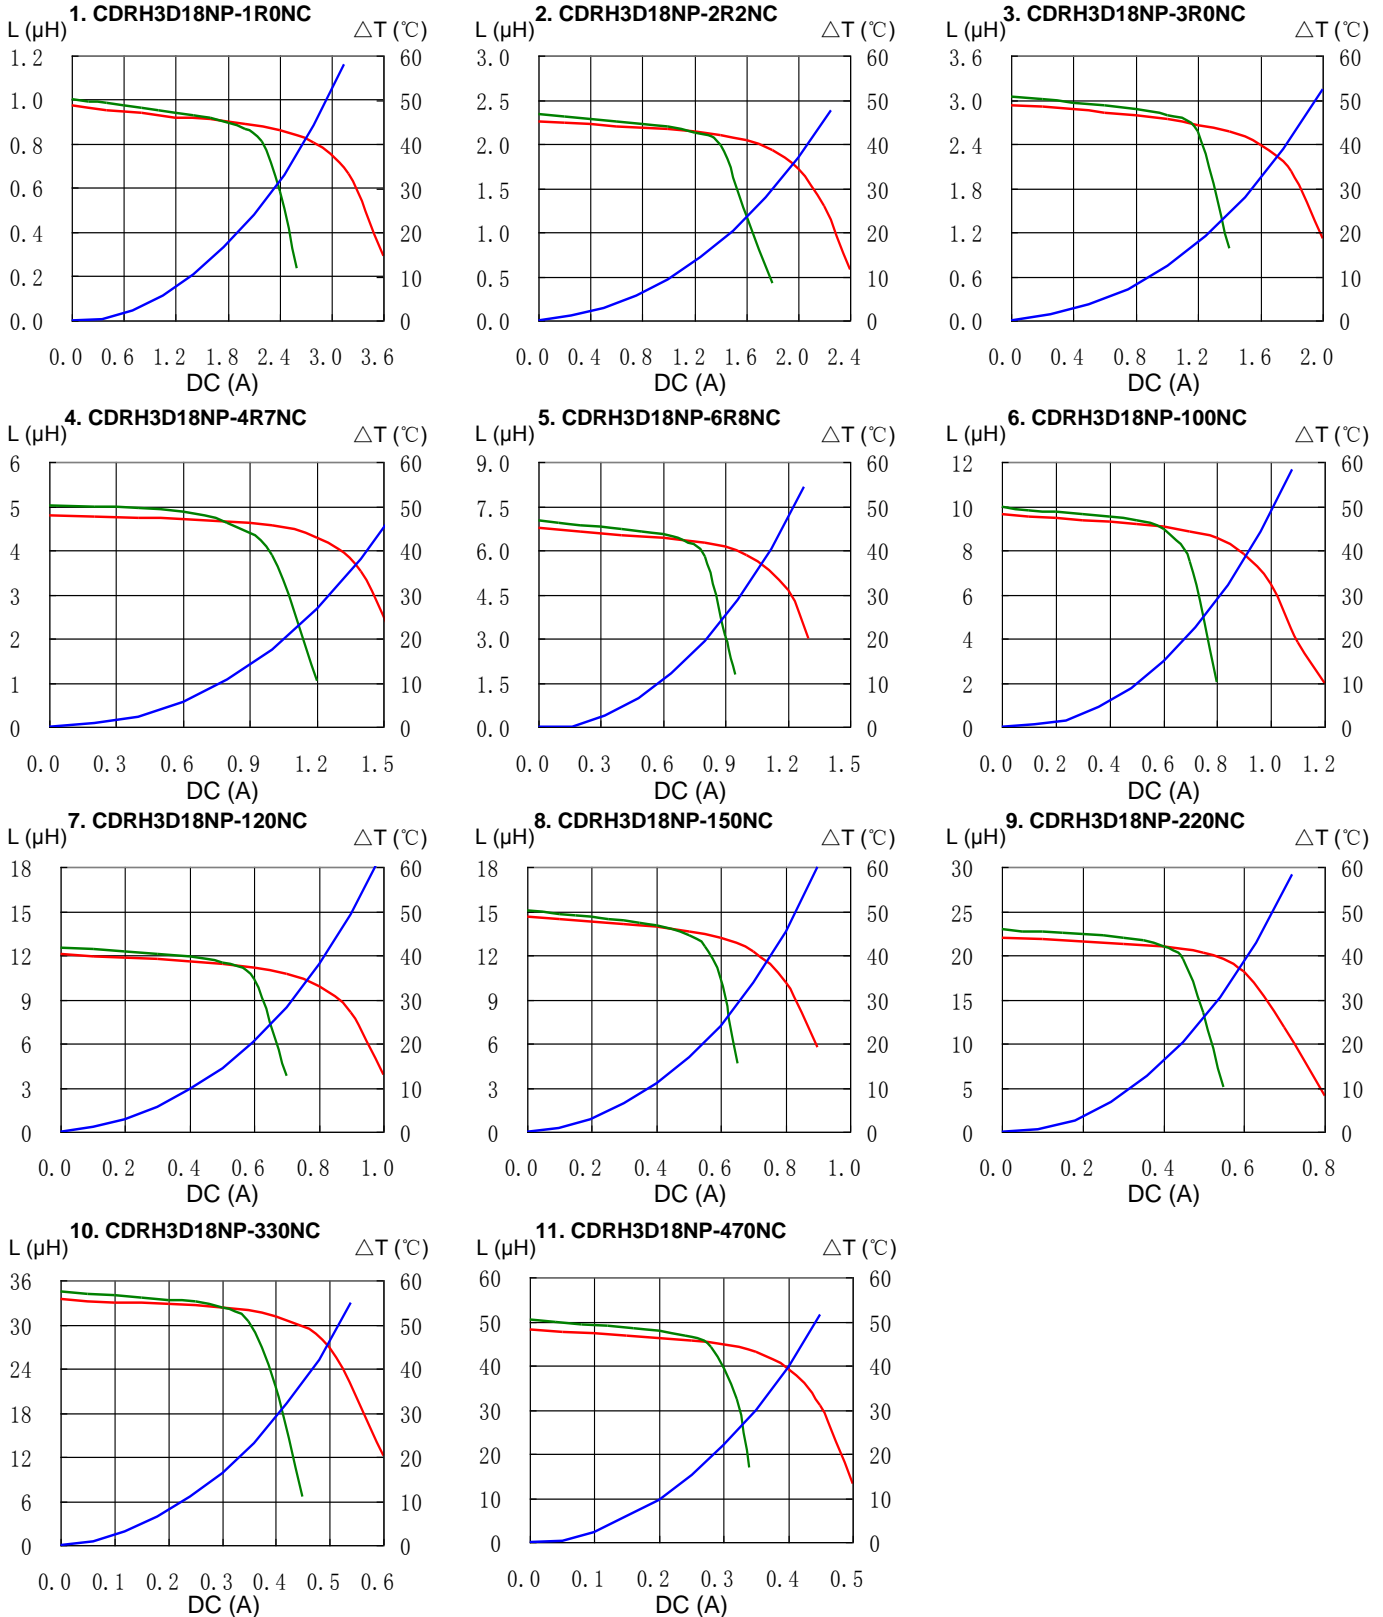 1. CDRH3D18NP-1R0NC
L (μH) △T (℃)
1.2 60
1.0 50
0.8 40
0.6 30
0.4 20
0.2 10
0.0 0
0.0 0.6 1.2 1.8 2.4 3.0 3.6
DC (A)
2. CDRH3D18NP-2R2NC
L (μH) △T (℃)
3.0 60
2.5 50
2.0 40
1.5 30
1.0 20
0.5 10
0.0 0
0.0 0.4 0.8 1.2 1.6 2.0 2.4
DC (A)
3. CDRH3D18NP-3R0NC
L (μH) △T (℃)
3.6 60
3.0 50
2.4 40
1.8 30
1.2 20
0.6 10
0.0 0
0.0 0.4 0.8 1.2 1.6 2.0
DC (A)
4. CDRH3D18NP-4R7NC
L (μH) △T (℃)
6 60
5 50
4 40
3 30
2 20
1 10
0 0
0.0 0.3 0.6 0.9 1.2 1.5
DC (A)
5. CDRH3D18NP-6R8NC
L (μH) △T (℃)
9.0 60
7.5 50
6.0 40
4.5 30
3.0 20
1.5 10
0.0 0
0.0 0.3 0.6 0.9 1.2 1.5
DC (A)
6. CDRH3D18NP-100NC
L (μH) △T (℃)
12 60
10 50
8 40
6 30
4 20
2 10
0 0
0.0 0.2 0.4 0.6 0.8 1.0 1.2
DC (A)
7. CDRH3D18NP-120NC
L (μH) △T (℃)
18 60
15 50
12 40
9 30
6 20
3 10
0 0
0.0 0.2 0.4 0.6 0.8 1.0
DC (A)
8. CDRH3D18NP-150NC
L (μH) △T (℃)
18 60
15 50
12 40
9 30
6 20
3 10
0 0
0.0 0.2 0.4 0.6 0.8 1.0
DC (A)
9. CDRH3D18NP-220NC
L (μH) △T (℃)
30 60
25 50
20 40
15 30
10 20
5 10
0 0
0.0 0.2 0.4 0.6 0.8
DC (A)
10. CDRH3D18NP-330NC
L (μH) △T (℃)
36 60
30 50
24 40
18 30
12 20
6 10
0 0
0.0 0.1 0.2 0.3 0.4 0.5 0.6
DC (A)
11. CDRH3D18NP-470NC
L (μH) △T (℃)
60 60
50 50
40 40
30 30
20 20
10 10
0 0
0.0 0.1 0.2 0.3 0.4 0.5
DC (A)